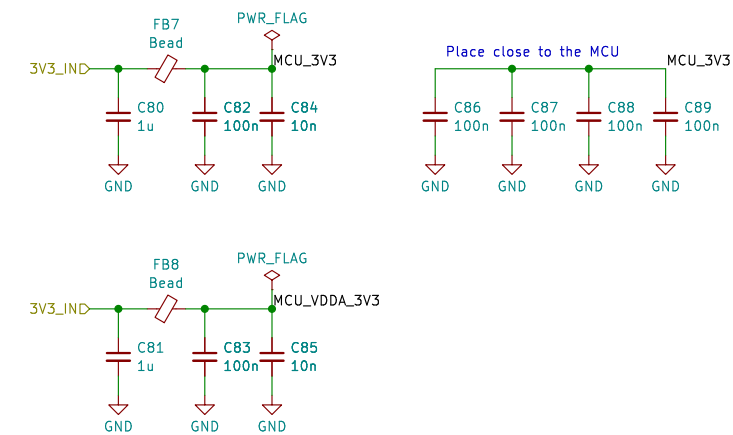 FB7
Bead
PWR_FLAG
3V3_IN
MCU_3V3
C80
1u
C82
100n
C84
10n
GND
GND
GND
Place close to the MCU
MCU_3V3
C86
100n
C87
100n
C88
100n
C89
100n
GND
GND
GND
GND
FB8
Bead
PWR_FLAG
3V3_IN
MCU_VDDA_3V3
C81
1u
C83
100n
C85
10n
GND
GND
GND